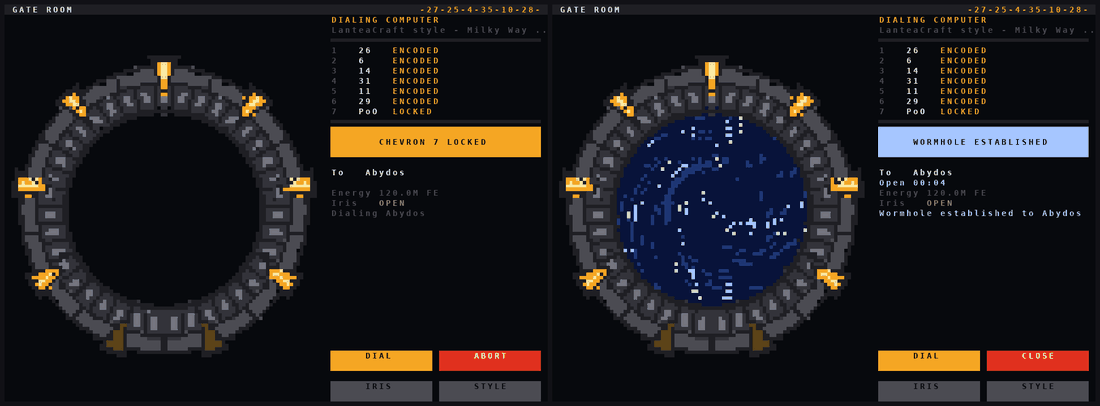 GATE ROOM -27-25-4-35-10-28-
DIALING COMPUTER
LanteaCraft style - Milky Way ..
1 26 ENCODED
2 6 ENCODED
3 14 ENCODED
4 31 ENCODED
5 11 ENCODED
6 29 ENCODED
7 PoO LOCKED
CHEVRON 7 LOCKED
To Abydos
Energy 120.0M FE
Iris OPEN
Dialing Abydos
DIAL ABORT
IRIS STYLE
GATE ROOM -27-25-4-35-10-28-
DIALING COMPUTER
LanteaCraft style - Milky Way ..
1 26 ENCODED
2 6 ENCODED
3 14 ENCODED
4 31 ENCODED
5 11 ENCODED
6 29 ENCODED
7 PoO LOCKED
WORMHOLE ESTABLISHED
To Abydos
Open 00:04
Energy 120.0M FE
Iris OPEN
Wormhole established to Abydos
DIAL CLOSE
IRIS STYLE